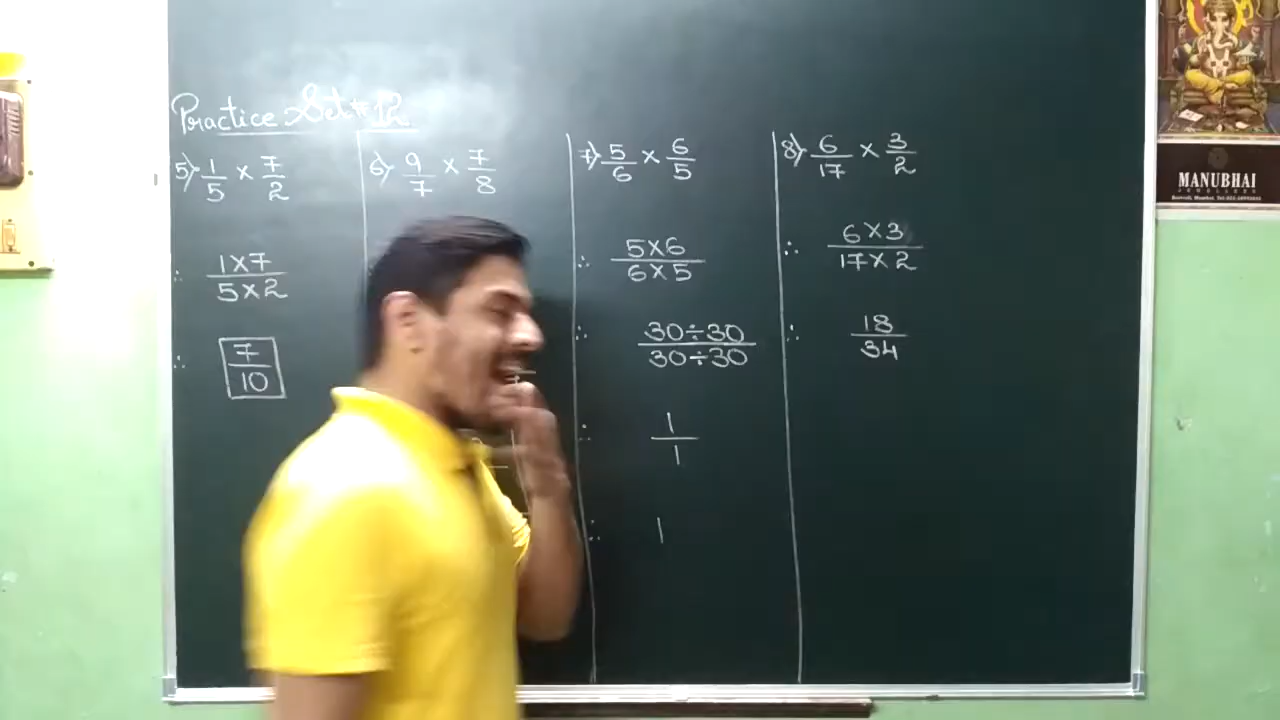 Practice Set # 12
5) 1/5 × 7/2
∴ 1×7/5×2
∴ 7/10
6) 9/7 × 7/8
7) 5/6 × 6/5
∴ 5×6/6×5
∴ 30÷30/30÷30
∴ 1/1
∴ 1
8) 6/17 × 3/2
∴ 6×3/17×2
∴ 18/34
MANUBHAI
JEWELLERS